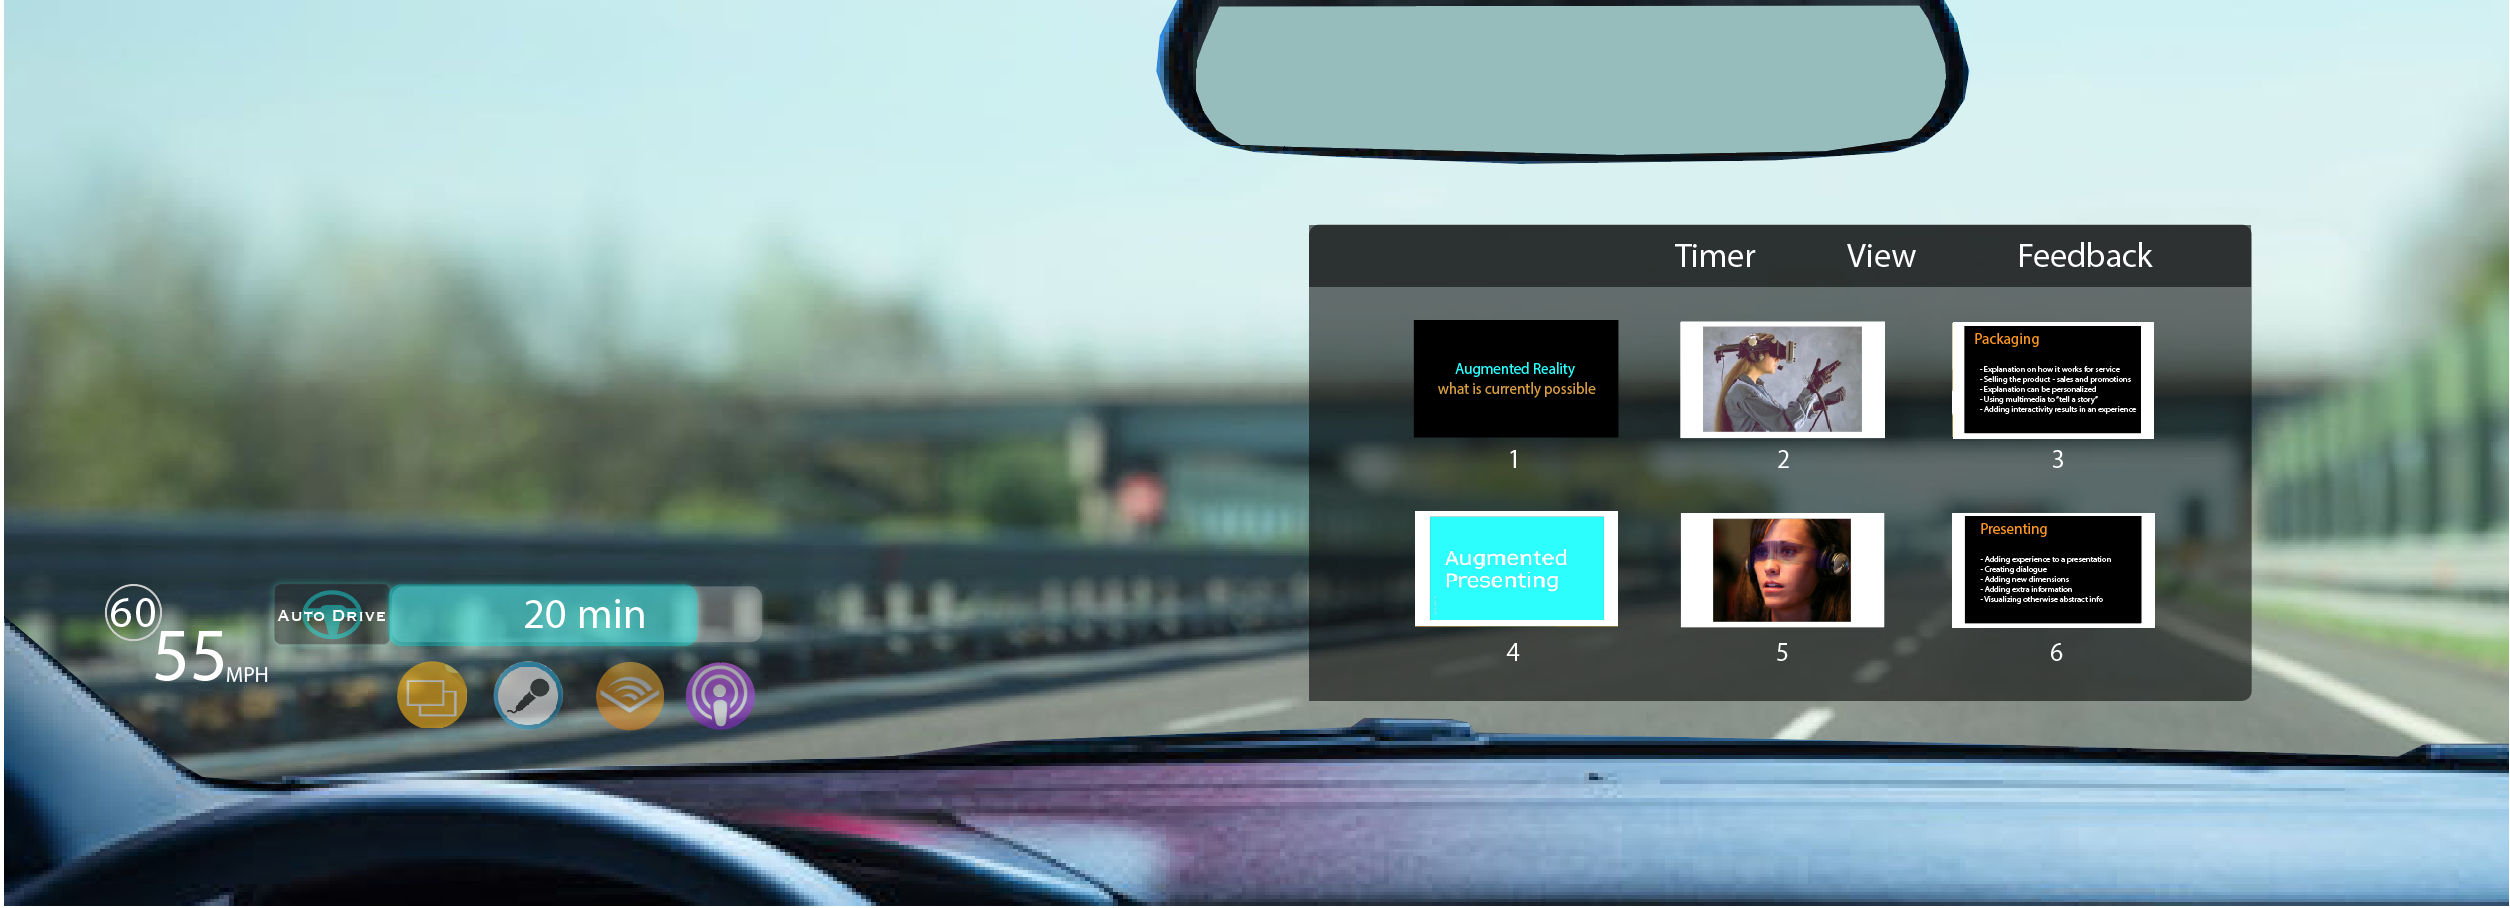 Timer View Feedback
Augmented Reality
what is currently possible
1
2
Packaging
- Explanation on how it works for service
- Selling the product - sales and promotions
- Explanation can be personalized
- Using multimedia to "tell a story"
- Adding interactivity results in an experience
3
Augmented
Presenting
4
5
Presenting
- Adding experience to a presentation
- Creating dialogue
- Adding new dimensions
- Adding extra information
- Visualizing otherwise abstract info
6
60
55 MPH
AUTO DRIVE
20 min